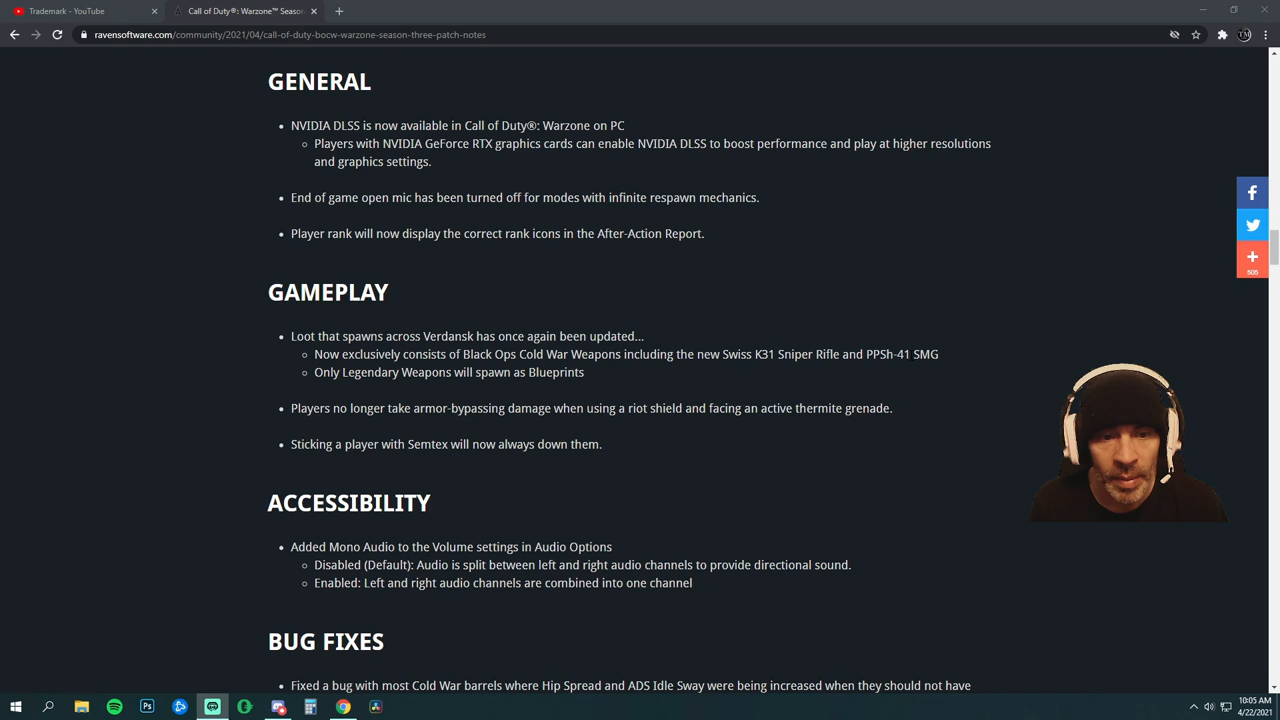 Trademark - YouTube
Call of Duty®: Warzone™ Season
ravensoftware.com/community/2021/04/call-of-duty-bocw-warzone-season-three-patch-notes
TM
GENERAL
• NVIDIA DLSS is now available in Call of Duty®: Warzone on PC
Players with NVIDIA GeForce RTX graphics cards can enable NVIDIA DLSS to boost performance and play at higher resolutions
and graphics settings.
• End of game open mic has been turned off for modes with infinite respawn mechanics.
• Player rank will now display the correct rank icons in the After-Action Report.
505
GAMEPLAY
• Loot that spawns across Verdansk has once again been updated...
Now exclusively consists of Black Ops Cold War Weapons including the new Swiss K31 Sniper Rifle and PPSh-41 SMG
Only Legendary Weapons will spawn as Blueprints
• Players no longer take armor-bypassing damage when using a riot shield and facing an active thermite grenade.
• Sticking a player with Semtex will now always down them.
ACCESSIBILITY
• Added Mono Audio to the Volume settings in Audio Options
Disabled (Default): Audio is split between left and right audio channels to provide directional sound.
Enabled: Left and right audio channels are combined into one channel
BUG FIXES
• Fixed a bug with most Cold War barrels where Hip Spread and ADS Idle Sway were being increased when they should not have
Ps
10:05 AM
4/22/2021